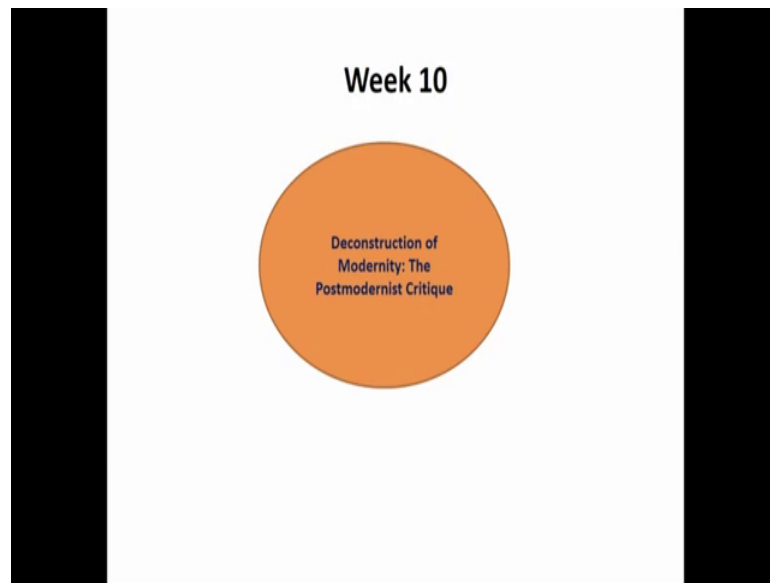 Week 10
Deconstruction of
Modernity: The
Postmodernist Critique